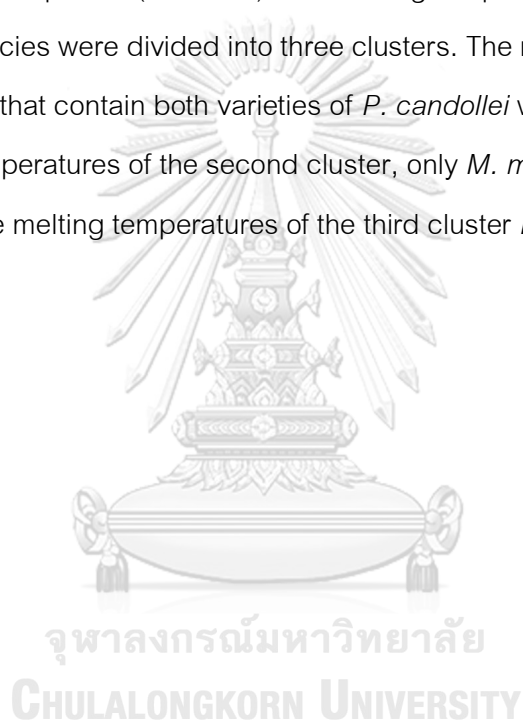 cies were divided into three clusters. The
that contain both varieties of P. candollei
peratures of the second cluster, only M.
e melting temperatures of the third cluster
จุฬาลงกรณ์มหาวิทยาลัย
CHULALONGKORN UNIVERSITY